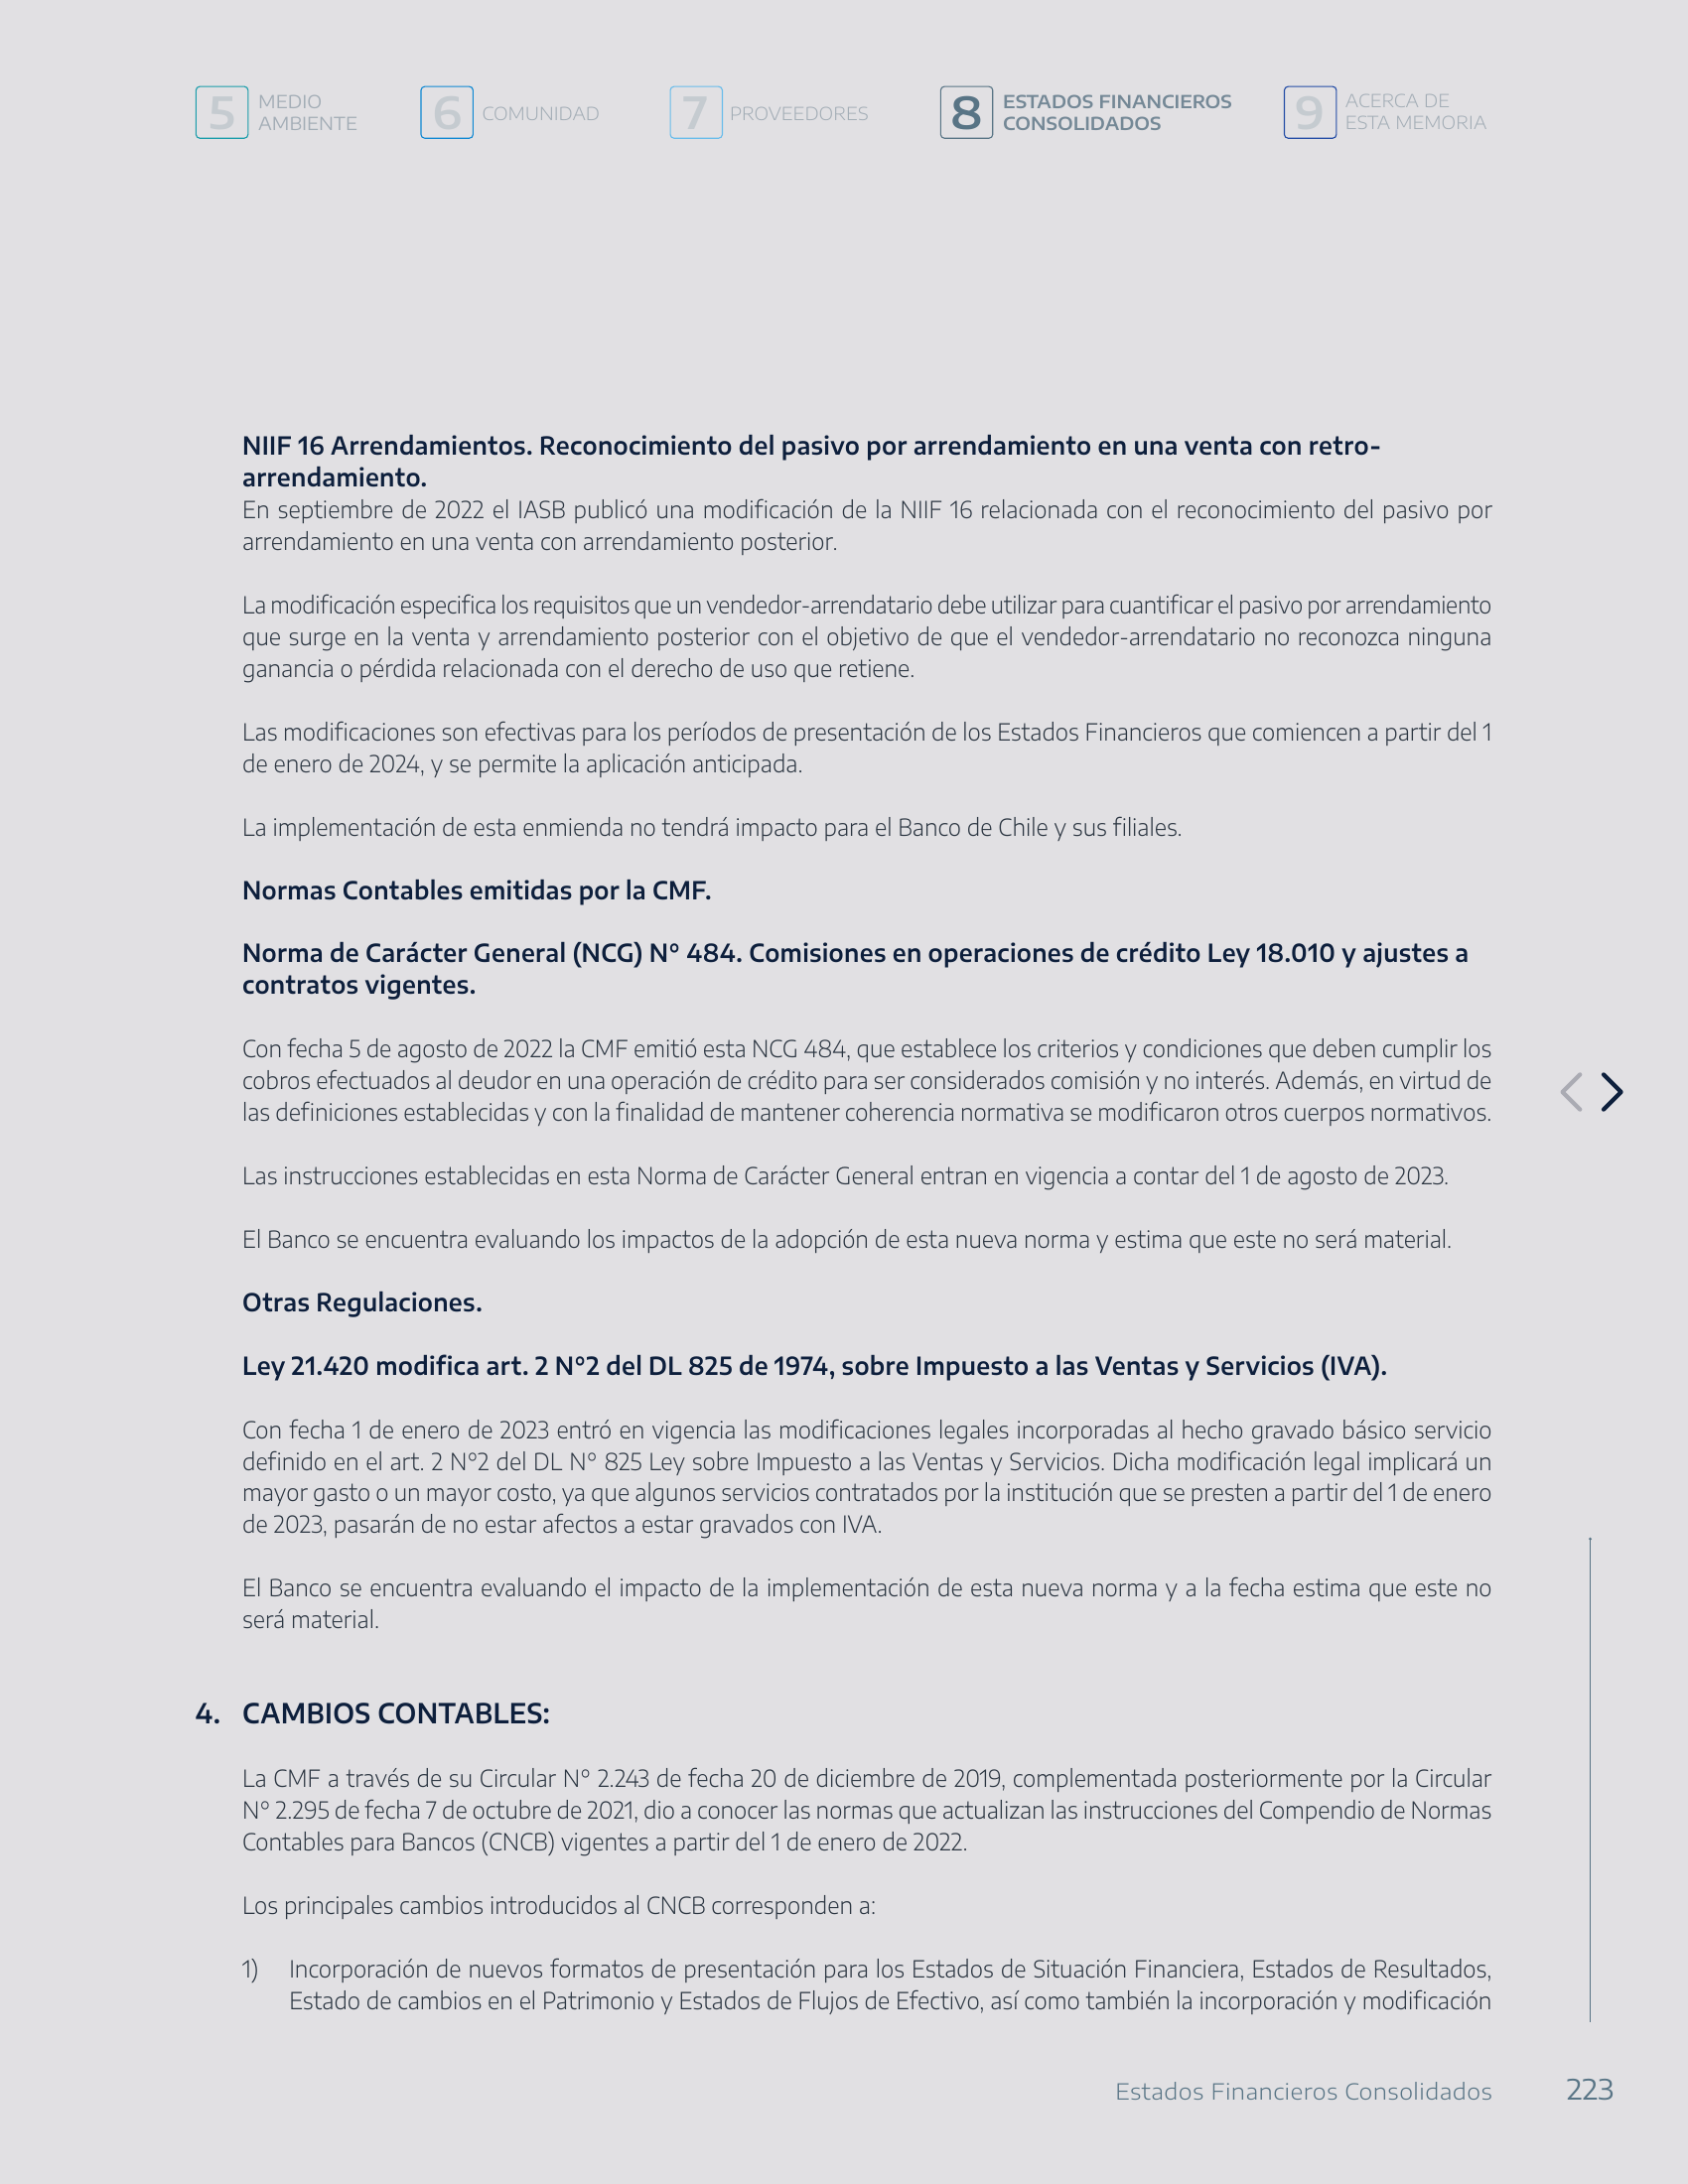 5 MEDIO
AMBIENTE
6 COMUNIDAD
7 PROVEEDORES
8 ESTADOS FINANCIEROS
CONSOLIDADOS
9 ACERCA DE
ESTA MEMORIA
NIIF 16 Arrendamientos. Reconocimiento del pasivo por arrendamiento en una venta con retro-
arrendamiento.
En septiembre de 2022 el IASB publicó una modificación de la NIIF 16 relacionada con el reconocimiento del pasivo por
arrendamiento en una venta con arrendamiento posterior.
La modificación especifica los requisitos que un vendedor-arrendatario debe utilizar para cuantificar el pasivo por arrendamiento
que surge en la venta y arrendamiento posterior con el objetivo de que el vendedor-arrendatario no reconozca ninguna
ganancia o pérdida relacionada con el derecho de uso que retiene.
Las modificaciones son efectivas para los períodos de presentación de los Estados Financieros que comiencen a partir del 1
de enero de 2024, y se permite la aplicación anticipada.
La implementación de esta enmienda no tendrá impacto para el Banco de Chile y sus filiales.
Normas Contables emitidas por la CMF.
Norma de Carácter General (NCG) N° 484. Comisiones en operaciones de crédito Ley 18.010 y ajustes a
contratos vigentes.
Con fecha 5 de agosto de 2022 la CMF emitió esta NCG 484, que establece los criterios y condiciones que deben cumplir los
cobros efectuados al deudor en una operación de crédito para ser considerados comisión y no interés. Además, en virtud de
las definiciones establecidas y con la finalidad de mantener coherencia normativa se modificaron otros cuerpos normativos.
Las instrucciones establecidas en esta Norma de Carácter General entran en vigencia a contar del 1 de agosto de 2023.
El Banco se encuentra evaluando los impactos de la adopción de esta nueva norma y estima que este no será material.
Otras Regulaciones.
Ley 21.420 modifica art. 2 N°2 del DL 825 de 1974, sobre Impuesto a las Ventas y Servicios (IVA).
Con fecha 1 de enero de 2023 entró en vigencia las modificaciones legales incorporadas al hecho gravado básico servicio
definido en el art. 2 N°2 del DL N° 825 Ley sobre Impuesto a las Ventas y Servicios. Dicha modificación legal implicará un
mayor gasto o un mayor costo, ya que algunos servicios contratados por la institución que se presten a partir del 1 de enero
de 2023, pasarán de no estar afectos a estar gravados con IVA.
El Banco se encuentra evaluando el impacto de la implementación de esta nueva norma y a la fecha estima que este no
será material.
4. CAMBIOS CONTABLES:
La CMF a través de su Circular N° 2.243 de fecha 20 de diciembre de 2019, complementada posteriormente por la Circular
N° 2.295 de fecha 7 de octubre de 2021, dio a conocer las normas que actualizan las instrucciones del Compendio de Normas
Contables para Bancos (CNCB) vigentes a partir del 1 de enero de 2022.
Los principales cambios introducidos al CNCB corresponden a:
1) Incorporación de nuevos formatos de presentación para los Estados de Situación Financiera, Estados de Resultados,
Estado de cambios en el Patrimonio y Estados de Flujos de Efectivo, así como también la incorporación y modificación
Estados Financieros Consolidados 223